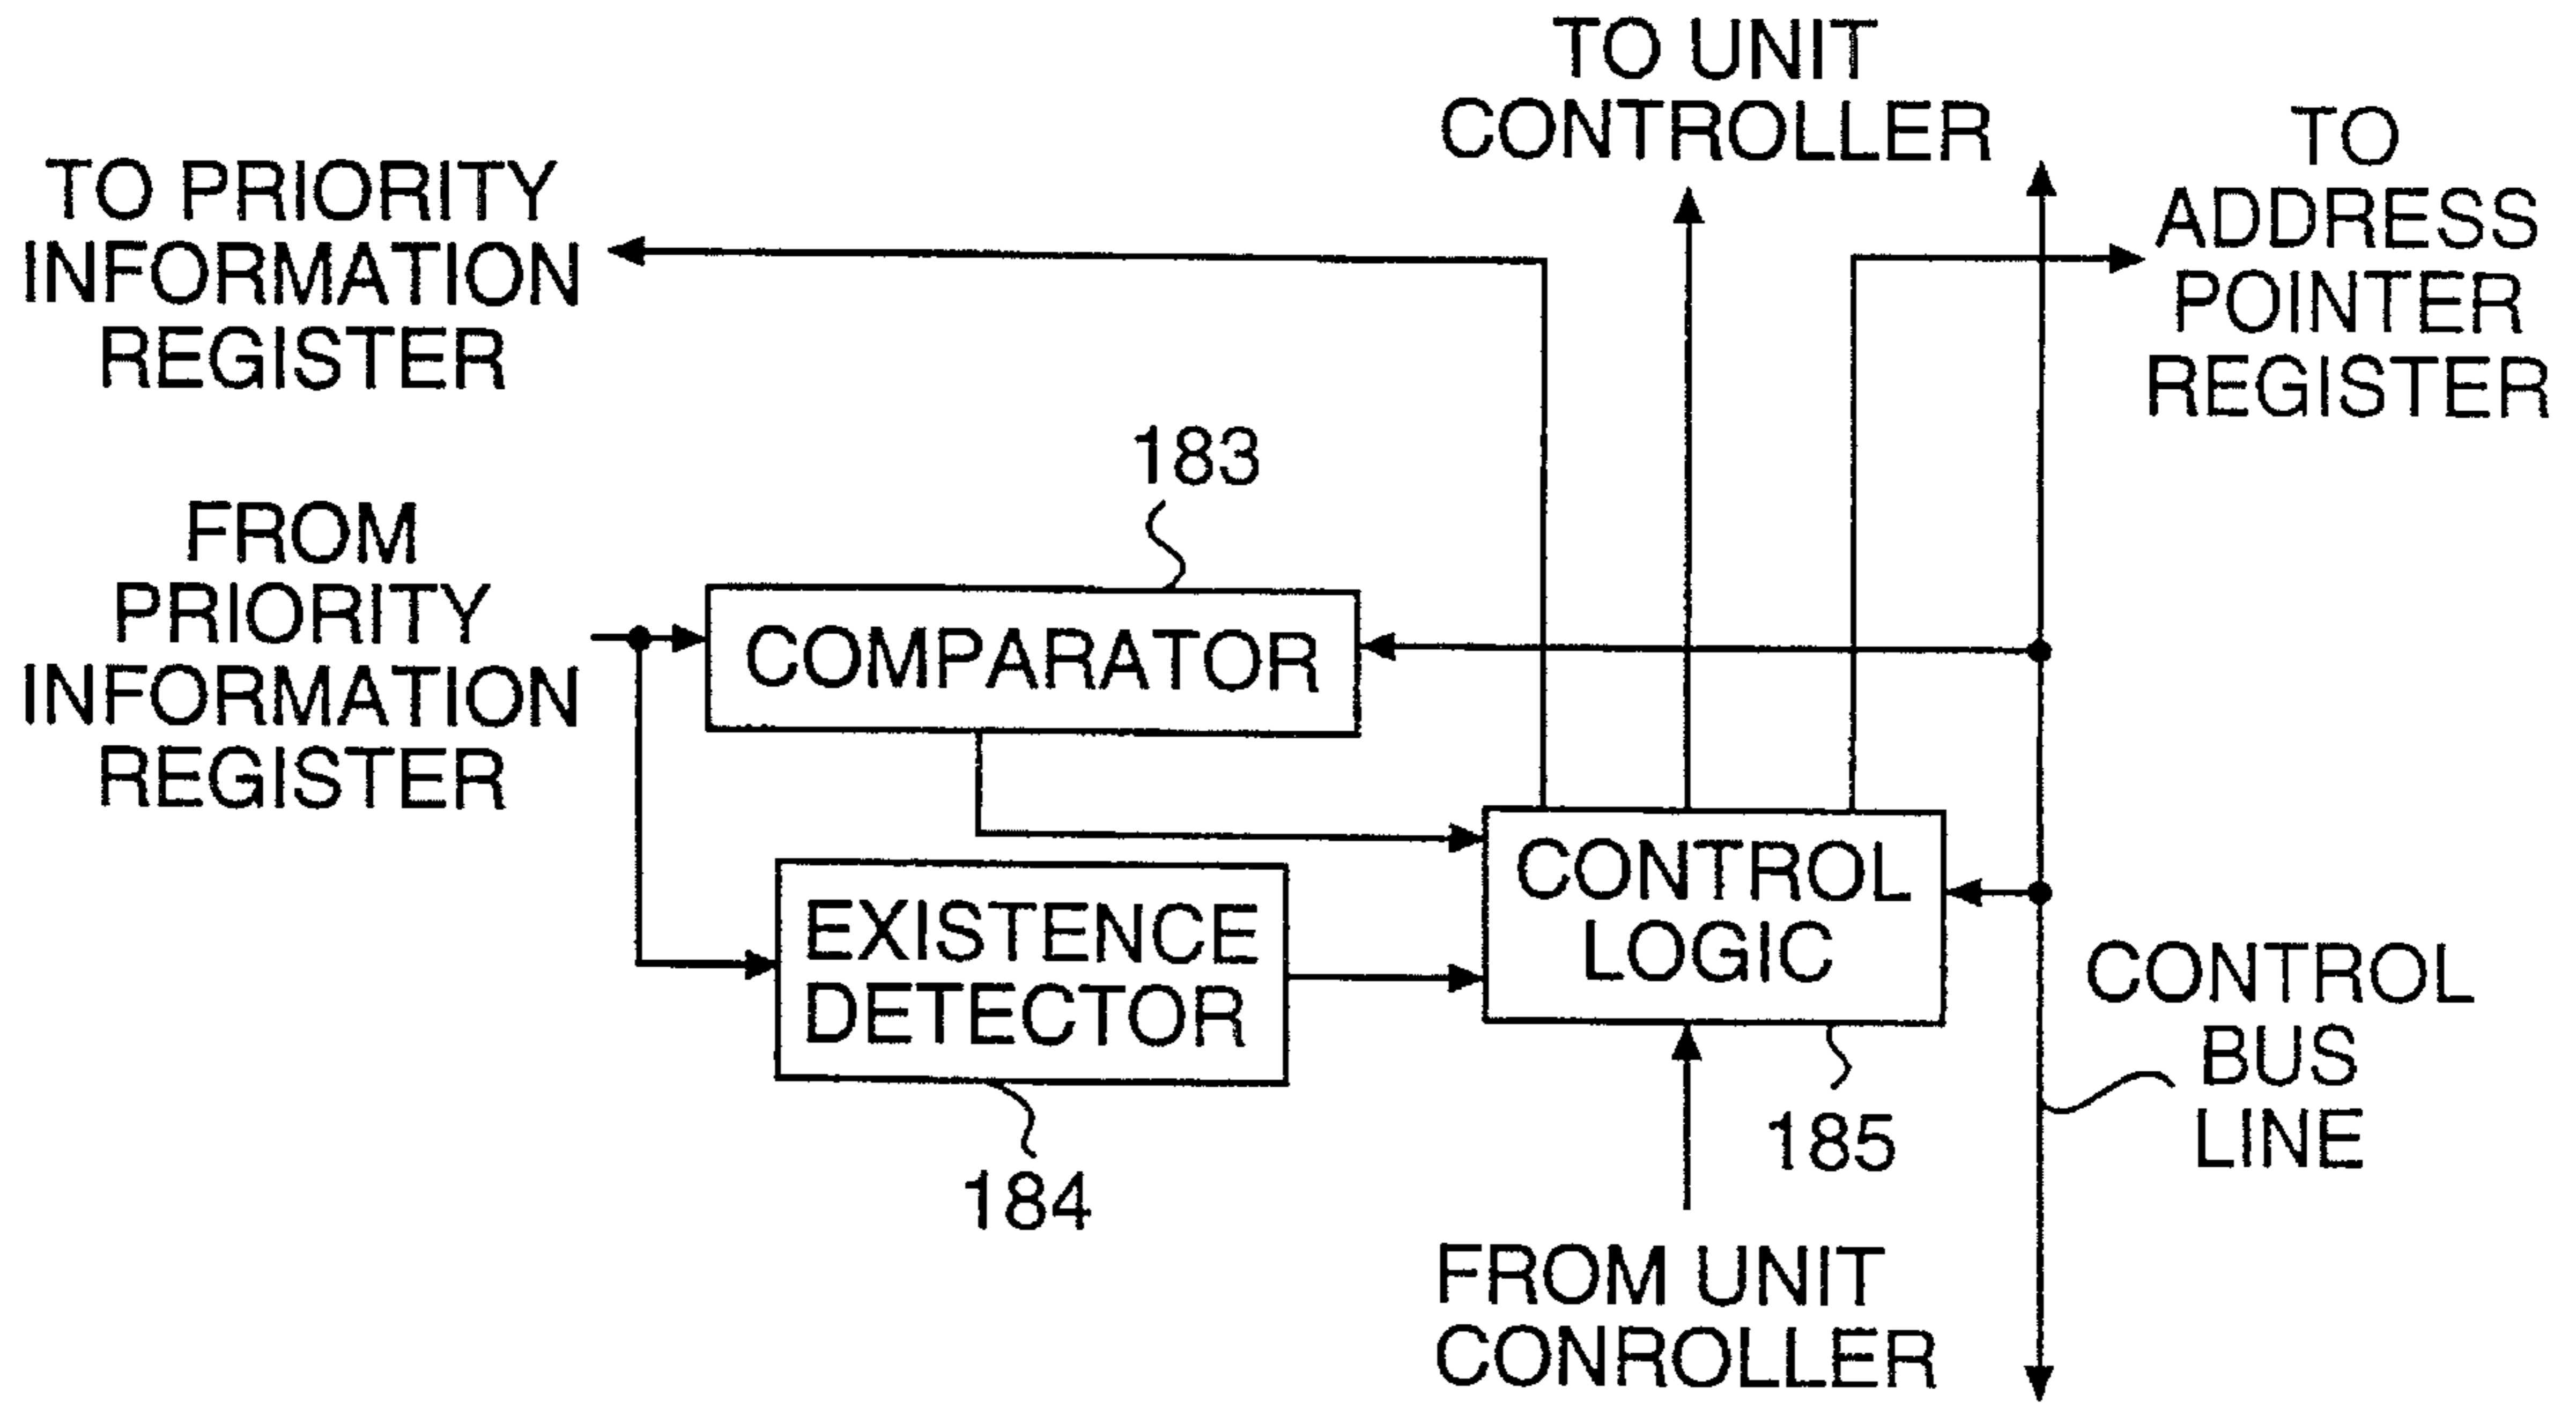 TO UNIT
CONTROLLER
TO
ADDRESS
POINTER
REGISTER
TO PRIORITY
INFORMATION
REGISTER
183
FROM
PRIORITY
INFORMATION
REGISTER
COMPARATOR
CONTROL
LOGIC
EXISTENCE
DETECTOR
CONTROL
BUS
LINE
185
184
FROM UNIT
CONROLLER